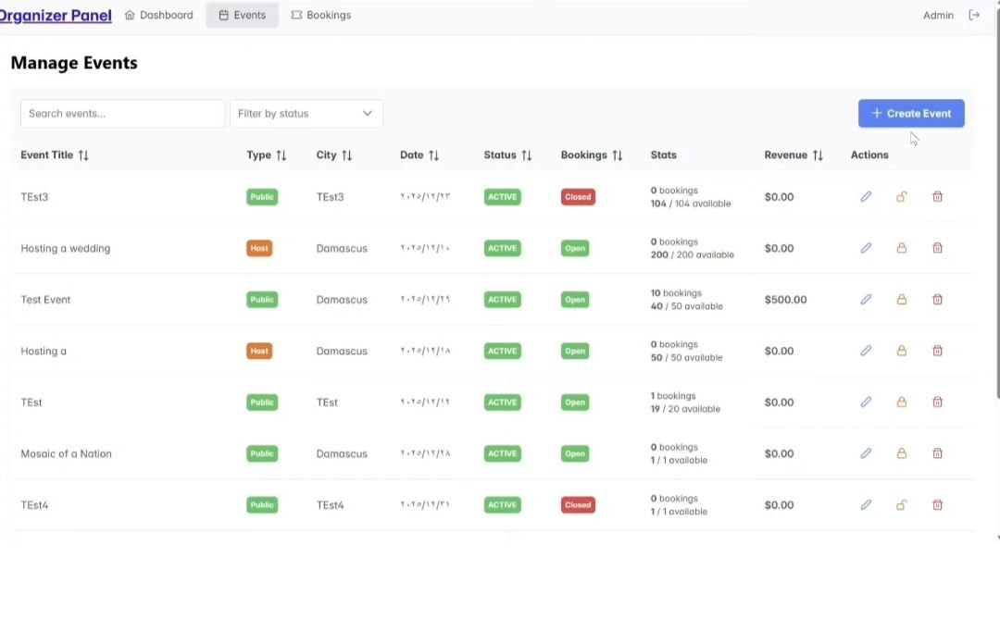 Organizer Panel Dashboard Events Bookings Admin
Manage Events
Search events... Filter by status + Create Event
Event Title Type City Date Status Bookings Stats Revenue Actions
TEst3 Public TEst3 ٢٠٢٥/١٢/٢٣ ACTIVE Closed 0 bookings $0.00
104 / 104 available
Hosting a wedding Host Damascus ٢٠٢٥/١٢/١٠ ACTIVE Open 0 bookings $0.00
200 / 200 available
Test Event Public Damascus ٢٠٢٥/١٢/٢٩ ACTIVE Open 10 bookings $500.00
40 / 50 available
Hosting a Host Damascus ٢٠٢٥/١٢/١٨ ACTIVE Open 0 bookings $0.00
50 / 50 available
TEst Public TEst ACTIVE Open 1 bookings $0.00
19 / 20 available
Mosaic of a Nation Public Damascus ٢٠٢٥/١٢/٢٨ ACTIVE Open 0 bookings $0.00
1 / 1 available
TEst4 Public TEst4 ٢٠٢٥/١٢/٣١ ACTIVE Closed 0 bookings $0.00
1 / 1 available